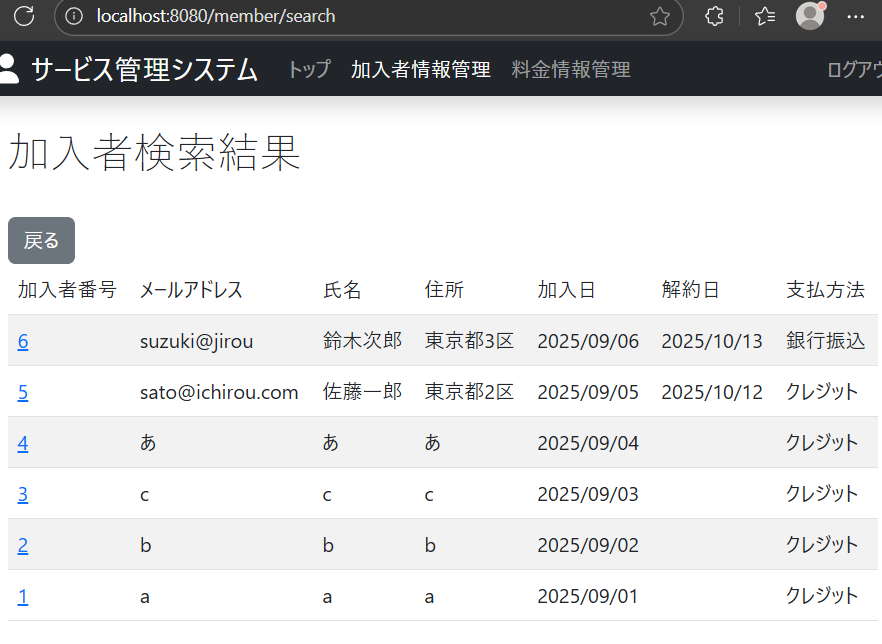 localhost:8080/member/search
サービス管理システム トップ 加入者情報管理 料金情報管理 ログアウ
加入者検索結果
戻る
加入者番号 メールアドレス 氏名 住所 加入日 解約日 支払方法
6 suzuki@jirou 鈴木次郎 東京都3区 2025/09/06 2025/10/13 銀行振込
5 sato@ichirou.com 佐藤一郎 東京都2区 2025/09/05 2025/10/12 クレジット
4 あ あ あ 2025/09/04 クレジット
3 c c c 2025/09/03 クレジット
2 b b b 2025/09/02 クレジット
1 a a a 2025/09/01 クレジット